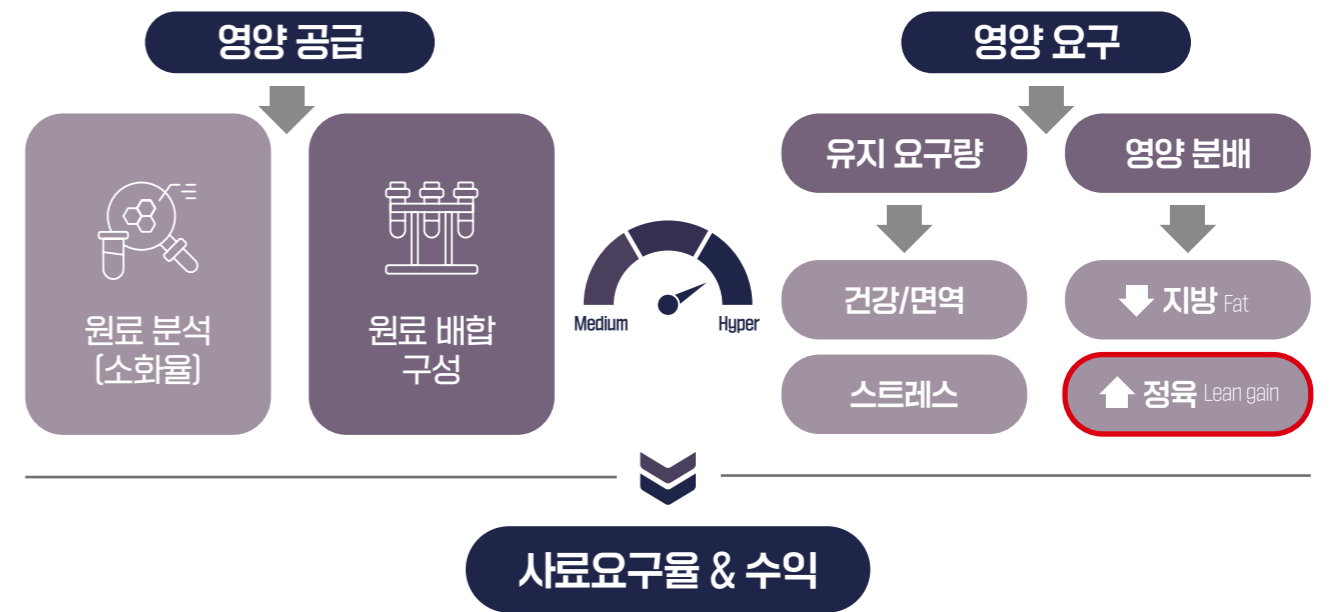 영양 공급
원료 분석
(소화율)
원료 배합
구성
Medium
Hyper
영양 요구
유지 요구량
건강/면역
스트레스
영양 분배
지방 Fat
정육 Lean gain
사료요구율 & 수익